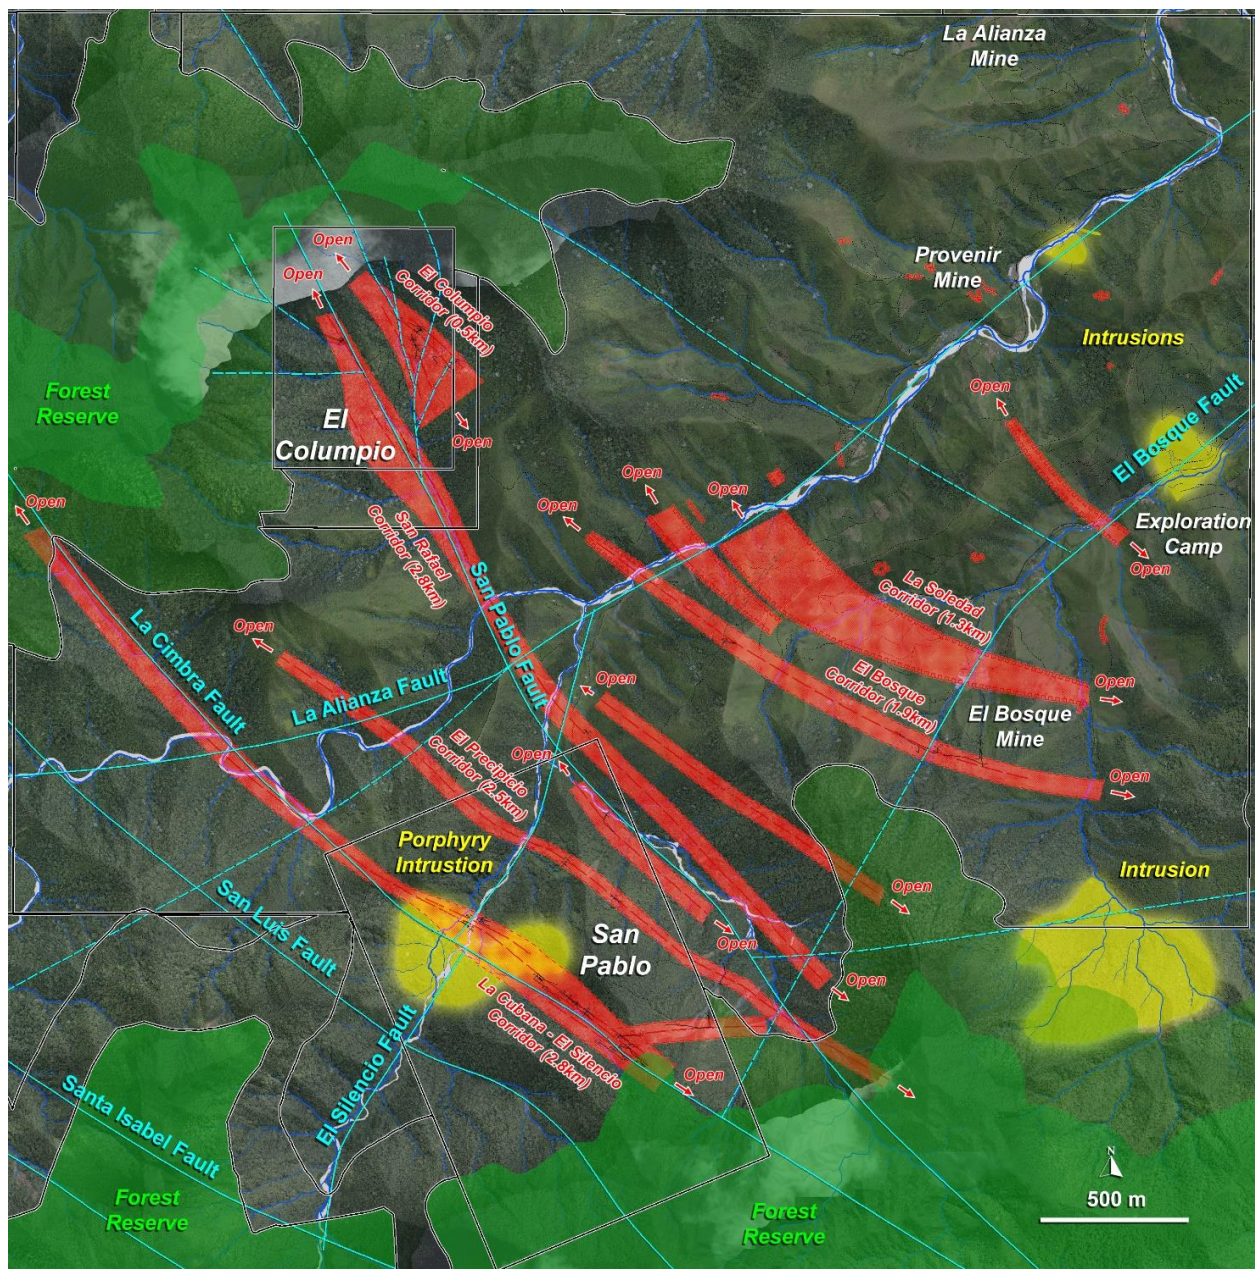 La Alianza
Mine
Open
Open
El Columpio
Corridor (0.5km)
Provenir
Mine
Intrusions
Forest
Reserve
El
Columpio
Open
Open
El Bosque Fault
Open
Open
Open
Open
Exploration
Camp
Open
San Rafael
Corridor (2.8km)
San Pablo Fault
La Soledad
Corridor (1.3km)
La Cimbra Fault
Open
La Alianza Fault
Open
El Bosque
Corridor (1.9km)
Open
El Bosque
Mine
El Precipicio
Corridor (2.5km)
Open
Open
Porphyry
Intrustion
Intrusion
Open
San Luis Fault
San
Pablo
Open
Open
La Cubana - El Silencio
Corridor (2.8km)
Open
El Silencio Fault
Santa Isabel Fault
Forest
Reserve
Forest
Reserve
N
500 m